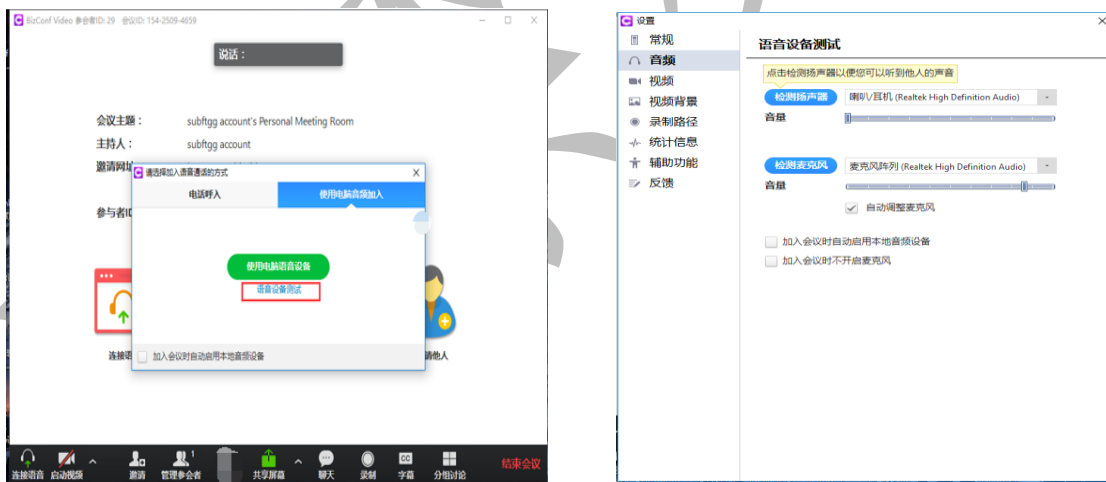 BizConf Video 参会者ID: 29 会议ID: 154-2509-4659
说话：
会议主题： subftgg account's Personal Meeting Room
主持人： subftgg account
邀请网址
请选择加入语音通话的方式
电话呼入 使用电脑音频加入
参与者ID
使用电脑语音设备
语音设备测试
加入会议时自动启用本地音频设备
连接语 请他人
连接语音 启动视频 邀请 管理参会者 1 共享屏幕 聊天 录制 CC 字幕 分组讨论 结束会议
设置
常规
音频
视频
视频背景
录制路径
统计信息
辅助功能
反馈
语音设备测试
点击检测扬声器以便您可以听到他人的声音
检测扬声器 喇叭/耳机 (Realtek High Definition Audio)
音量
检测麦克风 麦克风阵列 (Realtek High Definition Audio)
音量
自动调整麦克风
加入会议时自动启用本地音频设备
加入会议时不开启麦克风